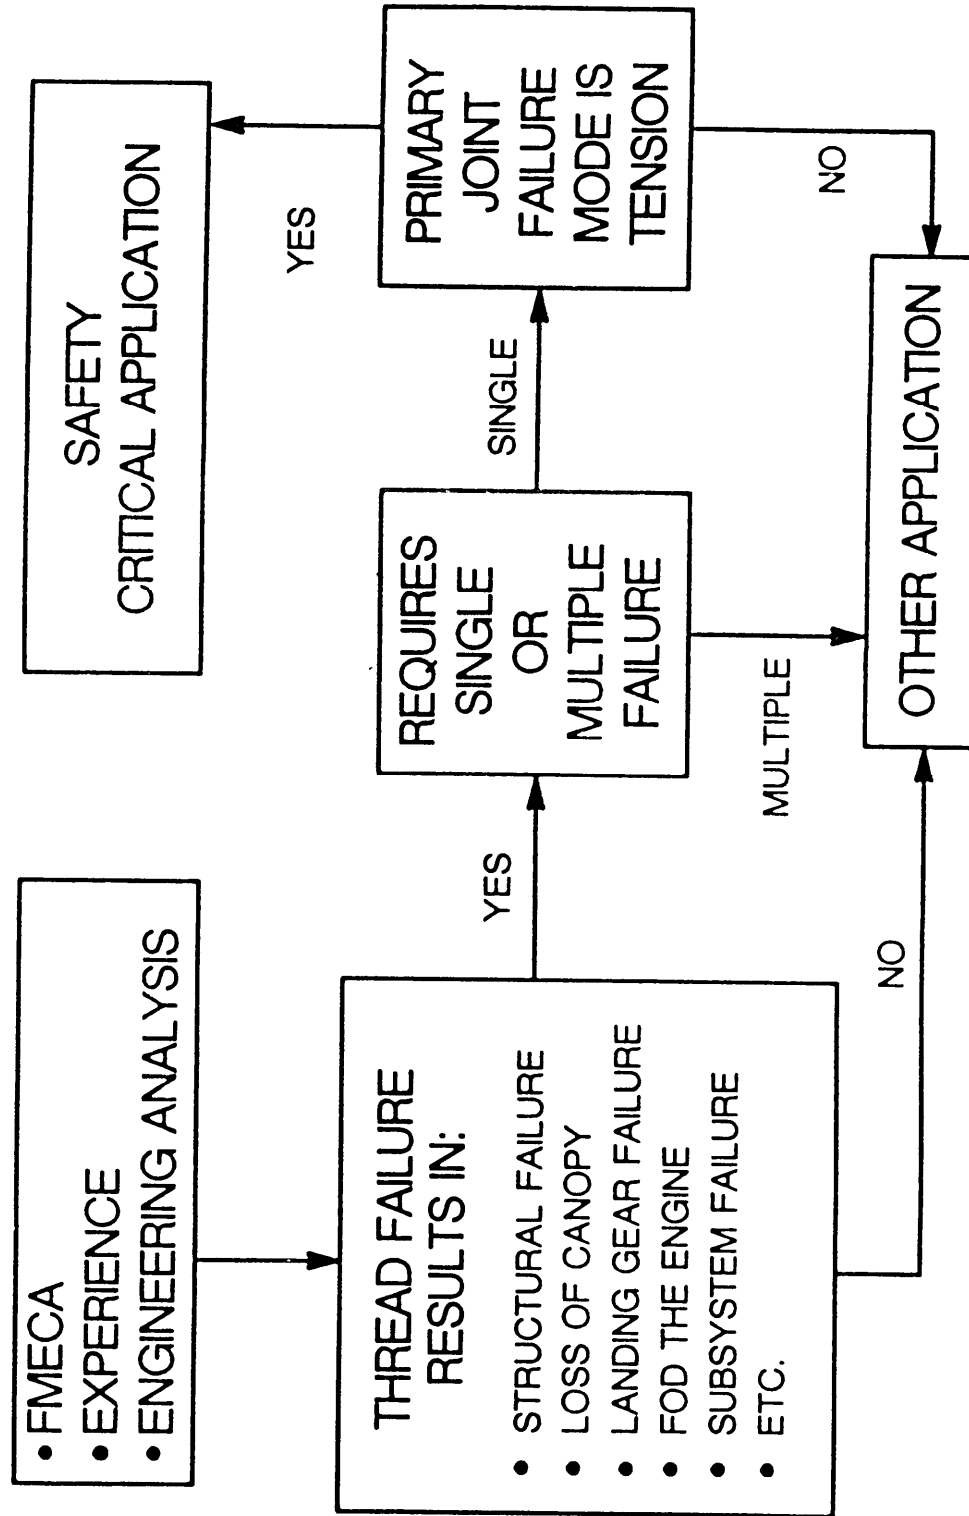 • FMECA
• EXPERIENCE
• ENGINEERING ANALYSIS
SAFETY
CRITICAL APPLICATION
THREAD FAILURE
RESULTS IN:
• STRUCTURAL FAILURE
• LOSS OF CANOPY
• LANDING GEAR FAILURE
• FOD THE ENGINE
• SUBSYSTEM FAILURE
• ETC.
YES
REQUIRES
SINGLE
OR
MULTIPLE
FAILURE
SINGLE
YES
PRIMARY
JOINT
FAILURE
MODE IS
TENSION
NO
MULTIPLE
NO
OTHER APPLICATION